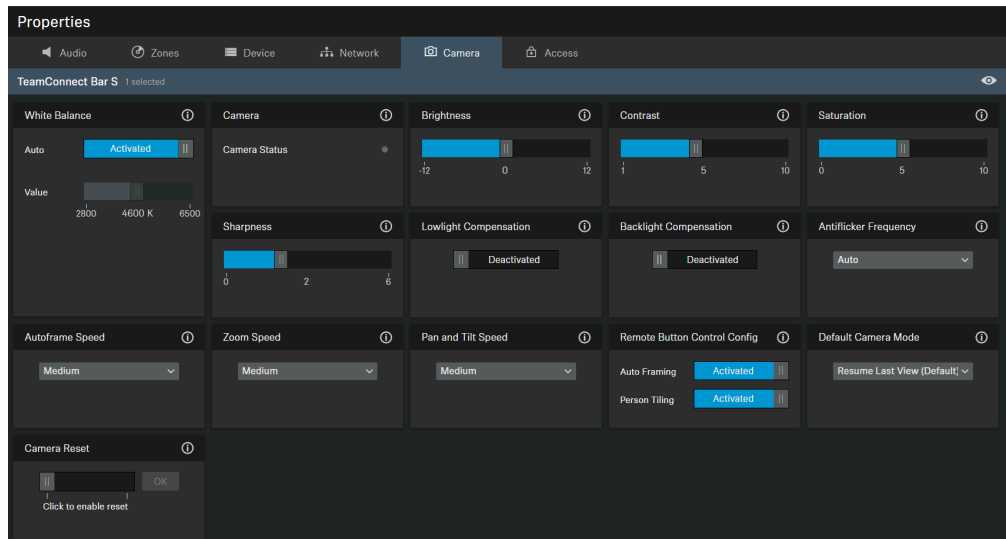 Properties
Audio Zones Device Network Camera Access
TeamConnect Bar S 1 selected
White Balance
Auto Activated
Value
2800 4600 K 6500
Camera
Camera Status
Brightness
-12 0 12
Contrast
1 5 10
Saturation
0 5 10
Sharpness
0 2 6
Lowlight Compensation
Deactivated
Backlight Compensation
Deactivated
Antiflicker Frequency
Auto
Autoframe Speed
Medium
Zoom Speed
Medium
Pan and Tilt Speed
Medium
Remote Button Control Config
Auto Framing Activated
Person Tiling Activated
Default Camera Mode
Resume Last View (Default)
Camera Reset
OK
Click to enable reset